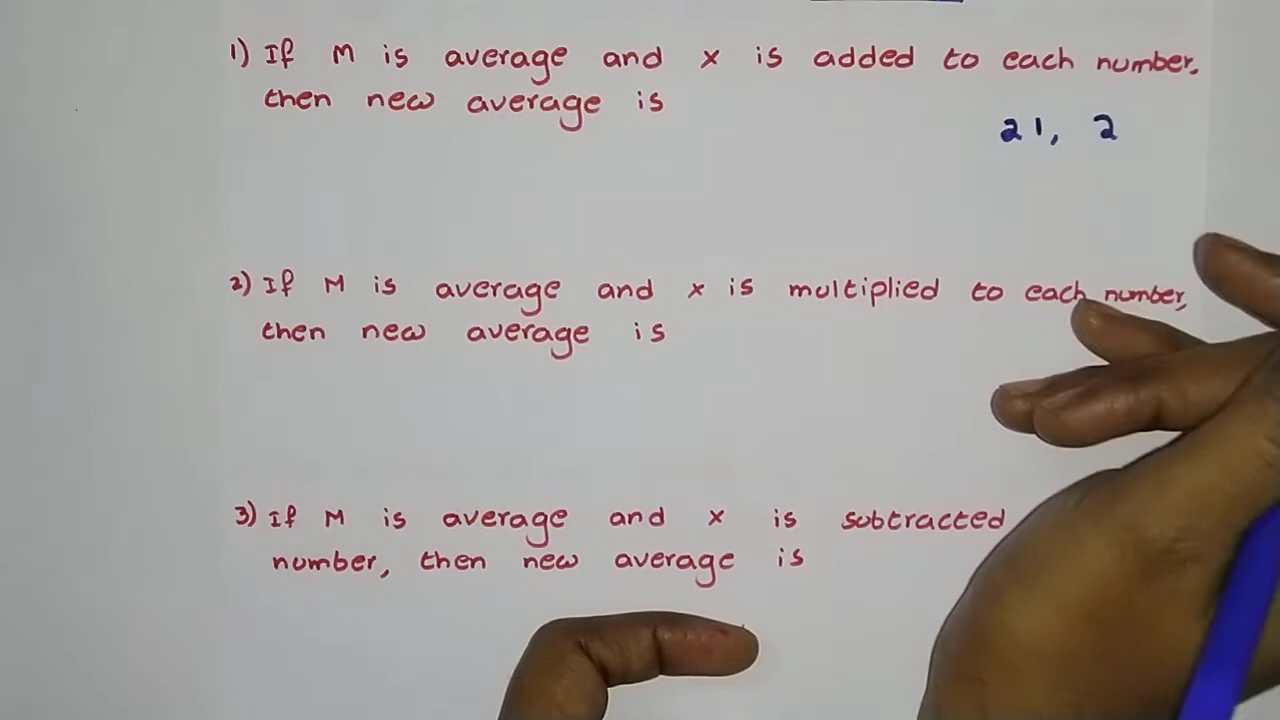 1) If M is average and x is added to each number,
then new average is
21, 2
2) If M is average and x is multiplied to each number,
then new average is
3) If M is average and x is subtracted
number, then new average is